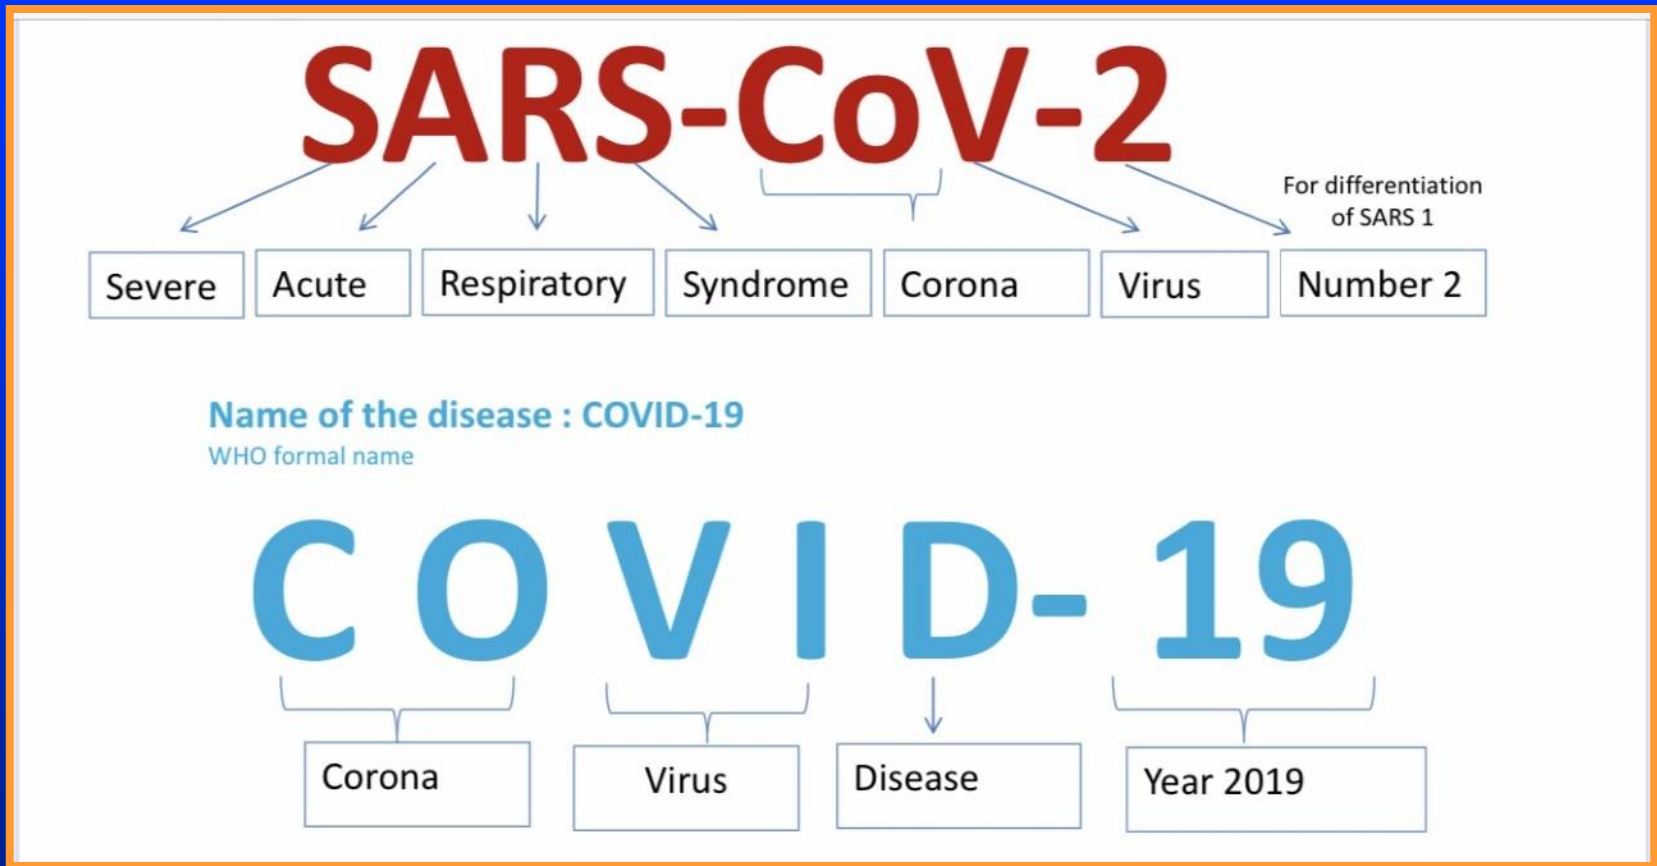 SARS-CoV-2
For differentiation
of SARS 1
Severe Acute Respiratory Syndrome Corona Virus Number 2
Name of the disease : COVID-19
WHO formal name
C O V I D- 19
Corona Virus Disease Year 2019